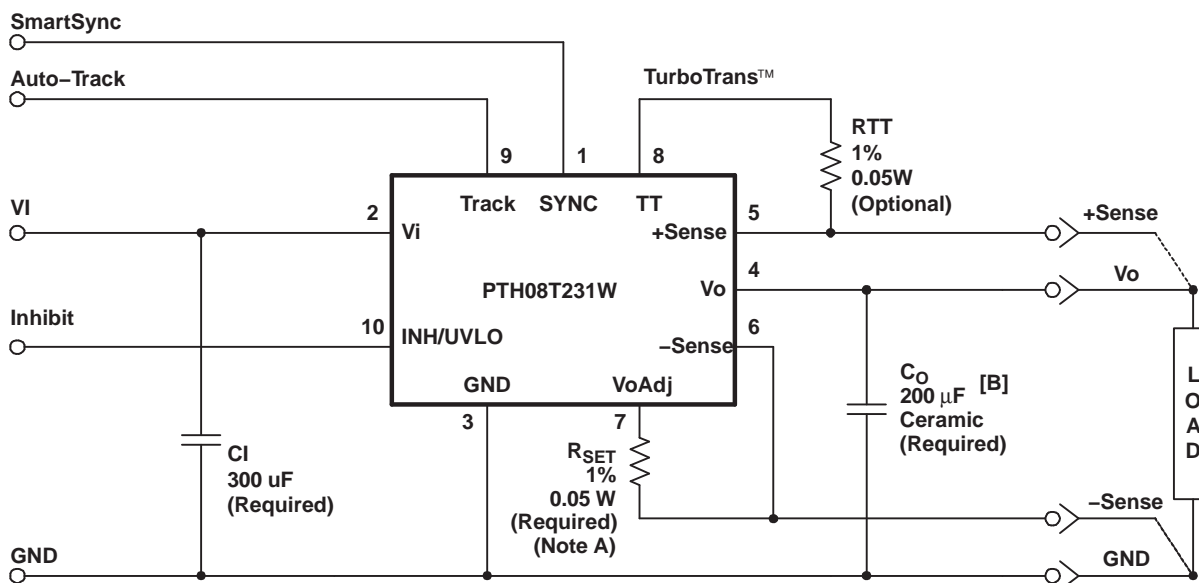 SmartSync
Auto−Track
TurboTrans™
RTT
1%
0.05W
(Optional)
9
1
8
VI
2
Track
SYNC
TT
5
+Sense
Vi
+Sense
4
PTH08T231W
Vo
Vo
Inhibit
10
INH/UVLO
6
−Sense
GND
VoAdj
3
7
CI
300 uF
(Required)
RSET
1%
0.05 W
(Required)
(Note A)
CO
200 μF [B]
Ceramic
(Required)
L
O
A
D
−Sense
GND
GND